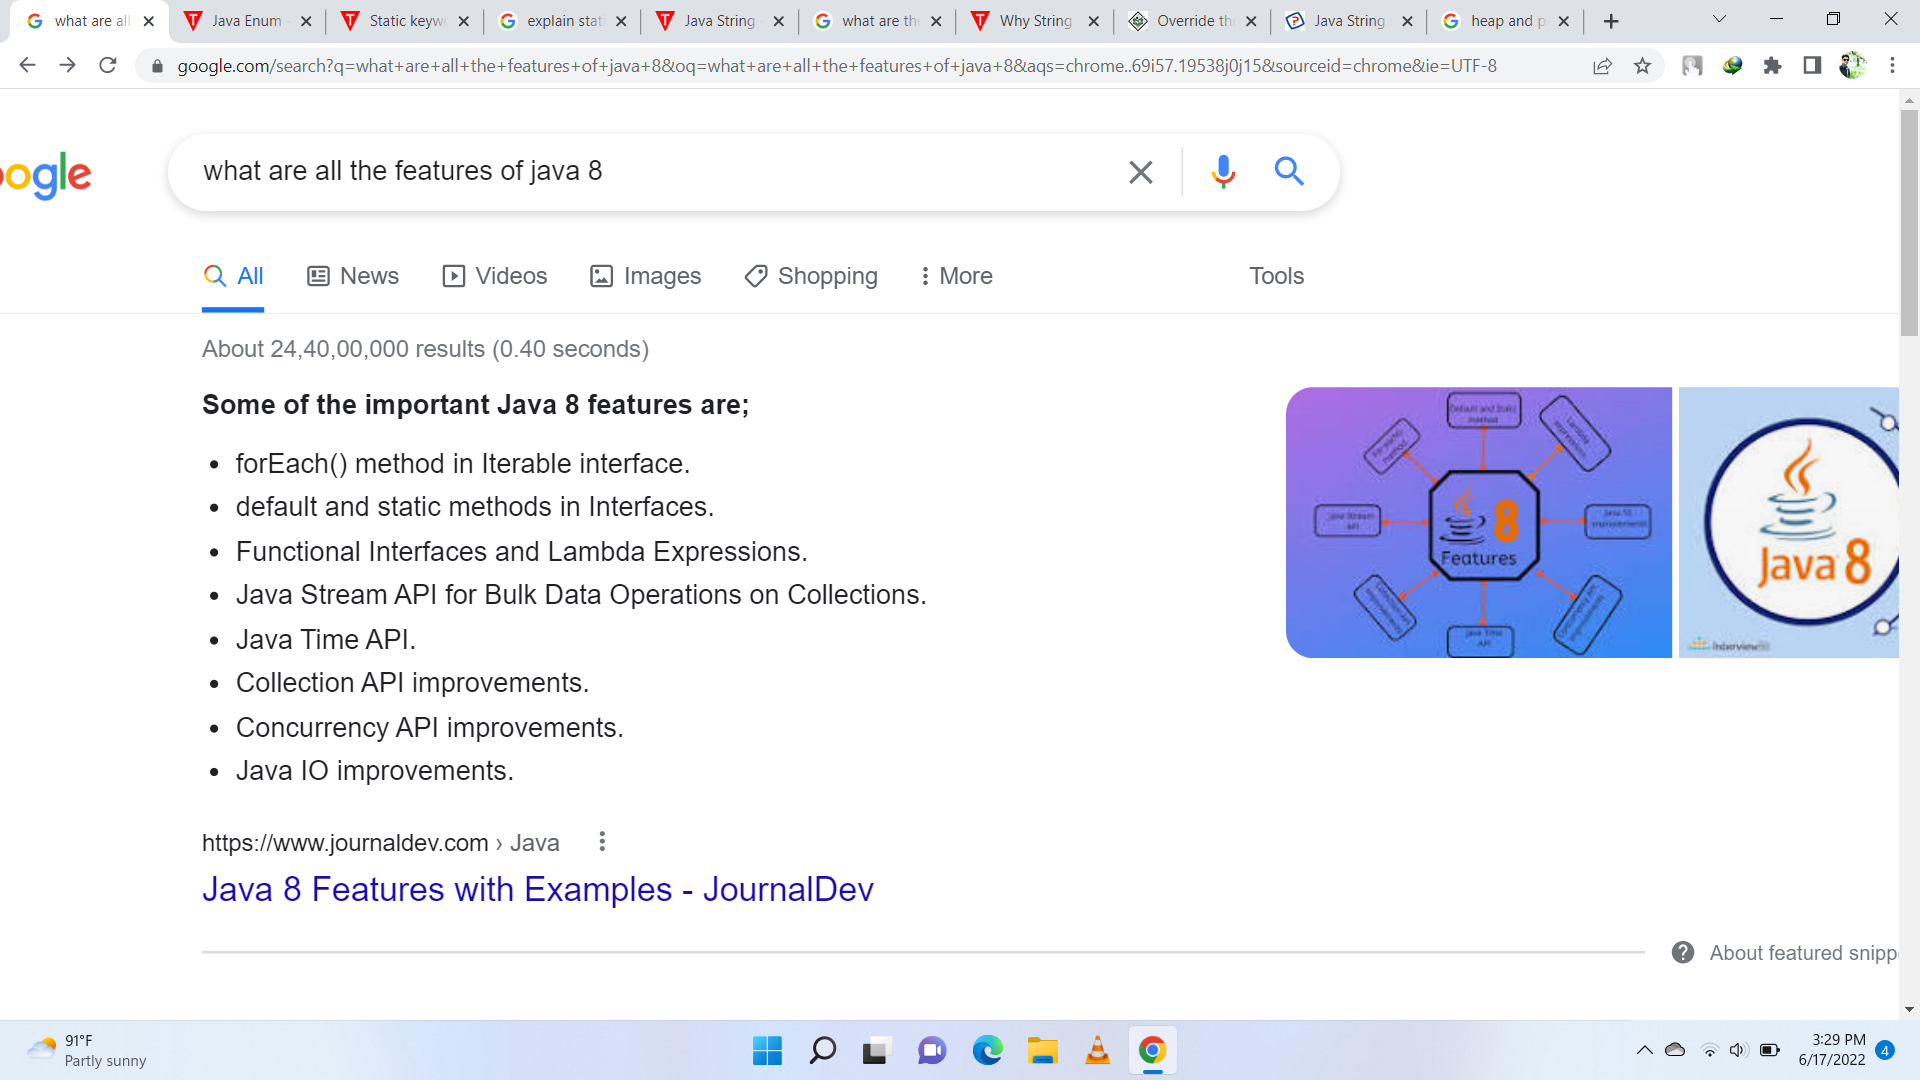 what are all
Java Enum
Static keyw
explain stat
Java String
what are the
Why String
Override the
Java String
heap and p
google.com/search?q=what+are+all+the+features+of+java+8&oq=what+are+all+the+features+of+java+8&aqs=chrome..69i57.19538j0j15&sourceid=chrome&ie=UTF-8
ogle
what are all the features of java 8
All
News
Videos
Images
Shopping
More
Tools
About 24,40,00,000 results (0.40 seconds)
Some of the important Java 8 features are;
• forEach() method in Iterable interface.
• default and static methods in Interfaces.
• Functional Interfaces and Lambda Expressions.
• Java Stream API for Bulk Data Operations on Collections.
• Java Time API.
• Collection API improvements.
• Concurrency API improvements.
• Java IO improvements.
Default and Static
method
Java Stream
API
8
Features
Java IO
improvements
Java Time
API
Java 8
https://www.journaldev.com › Java
Java 8 Features with Examples - JournalDev
About featured snipp
91°F
Partly sunny
3:29 PM
6/17/2022
4